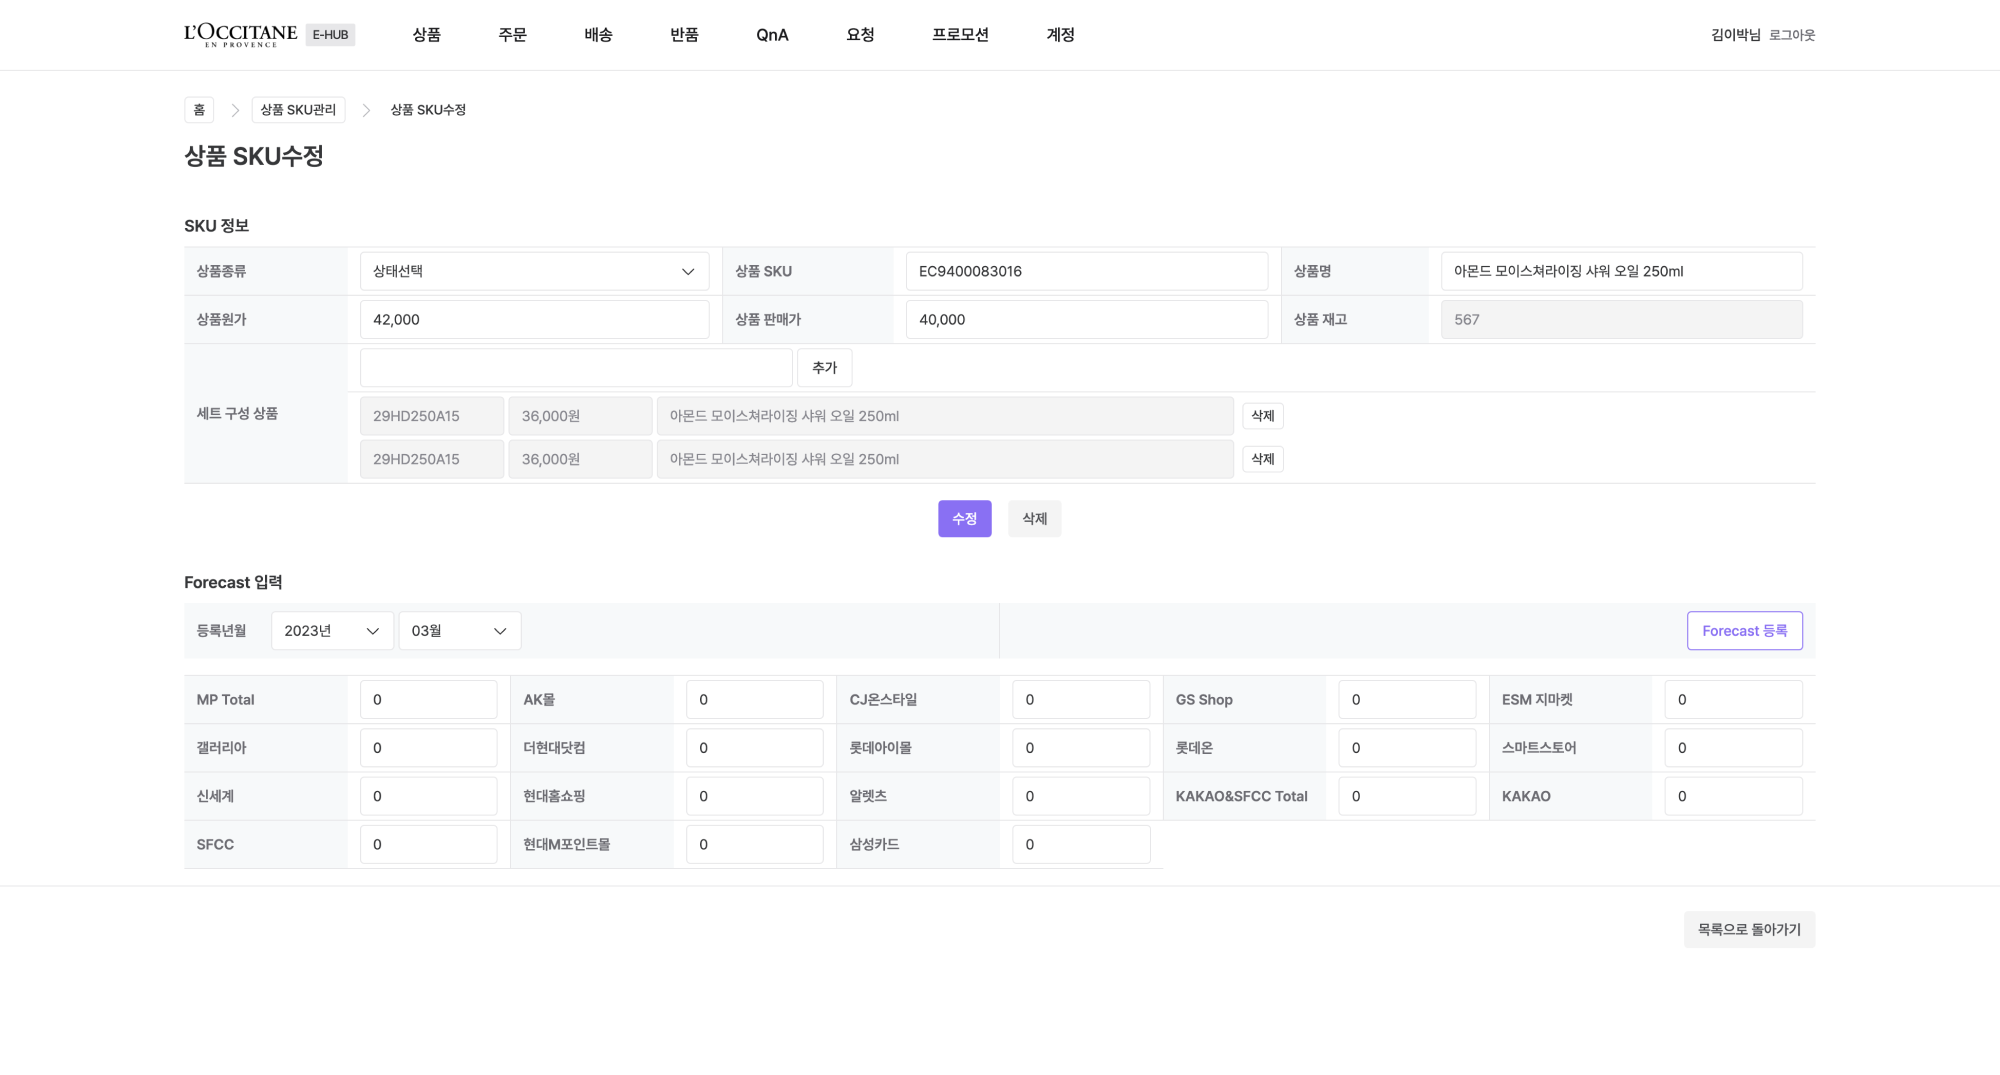 L'OCCITANE EN PROVENCE E-HUB 상품 주문 배송 반품 QnA 요청 프로모션 계정 김이박님 로그아웃
홈 상품 SKU관리 상품 SKU수정
상품 SKU수정
SKU 정보
상품종류 상태선택 상품 SKU EC9400083016 상품명 아몬드 모이스쳐라이징 샤워 오일 250ml
상품원가 42,000 상품 판매가 40,000 상품 재고 567
추가
세트 구성 상품
29HD250A15 36,000원 아몬드 모이스쳐라이징 샤워 오일 250ml 삭제
29HD250A15 36,000원 아몬드 모이스쳐라이징 샤워 오일 250ml 삭제
수정 삭제
Forecast 입력
등록년월 2023년 03월 Forecast 등록
MP Total 0 AK몰 0 CJ온스타일 0 GS Shop 0 ESM 지마켓 0
갤러리아 0 더현대닷컴 0 롯데아이몰 0 롯데온 0 스마트스토어 0
신세계 0 현대홈쇼핑 0 알렛츠 0 KAKAO&SFCC Total 0 KAKAO 0
SFCC 0 현대M포인트몰 0 삼성카드 0
목록으로 돌아가기